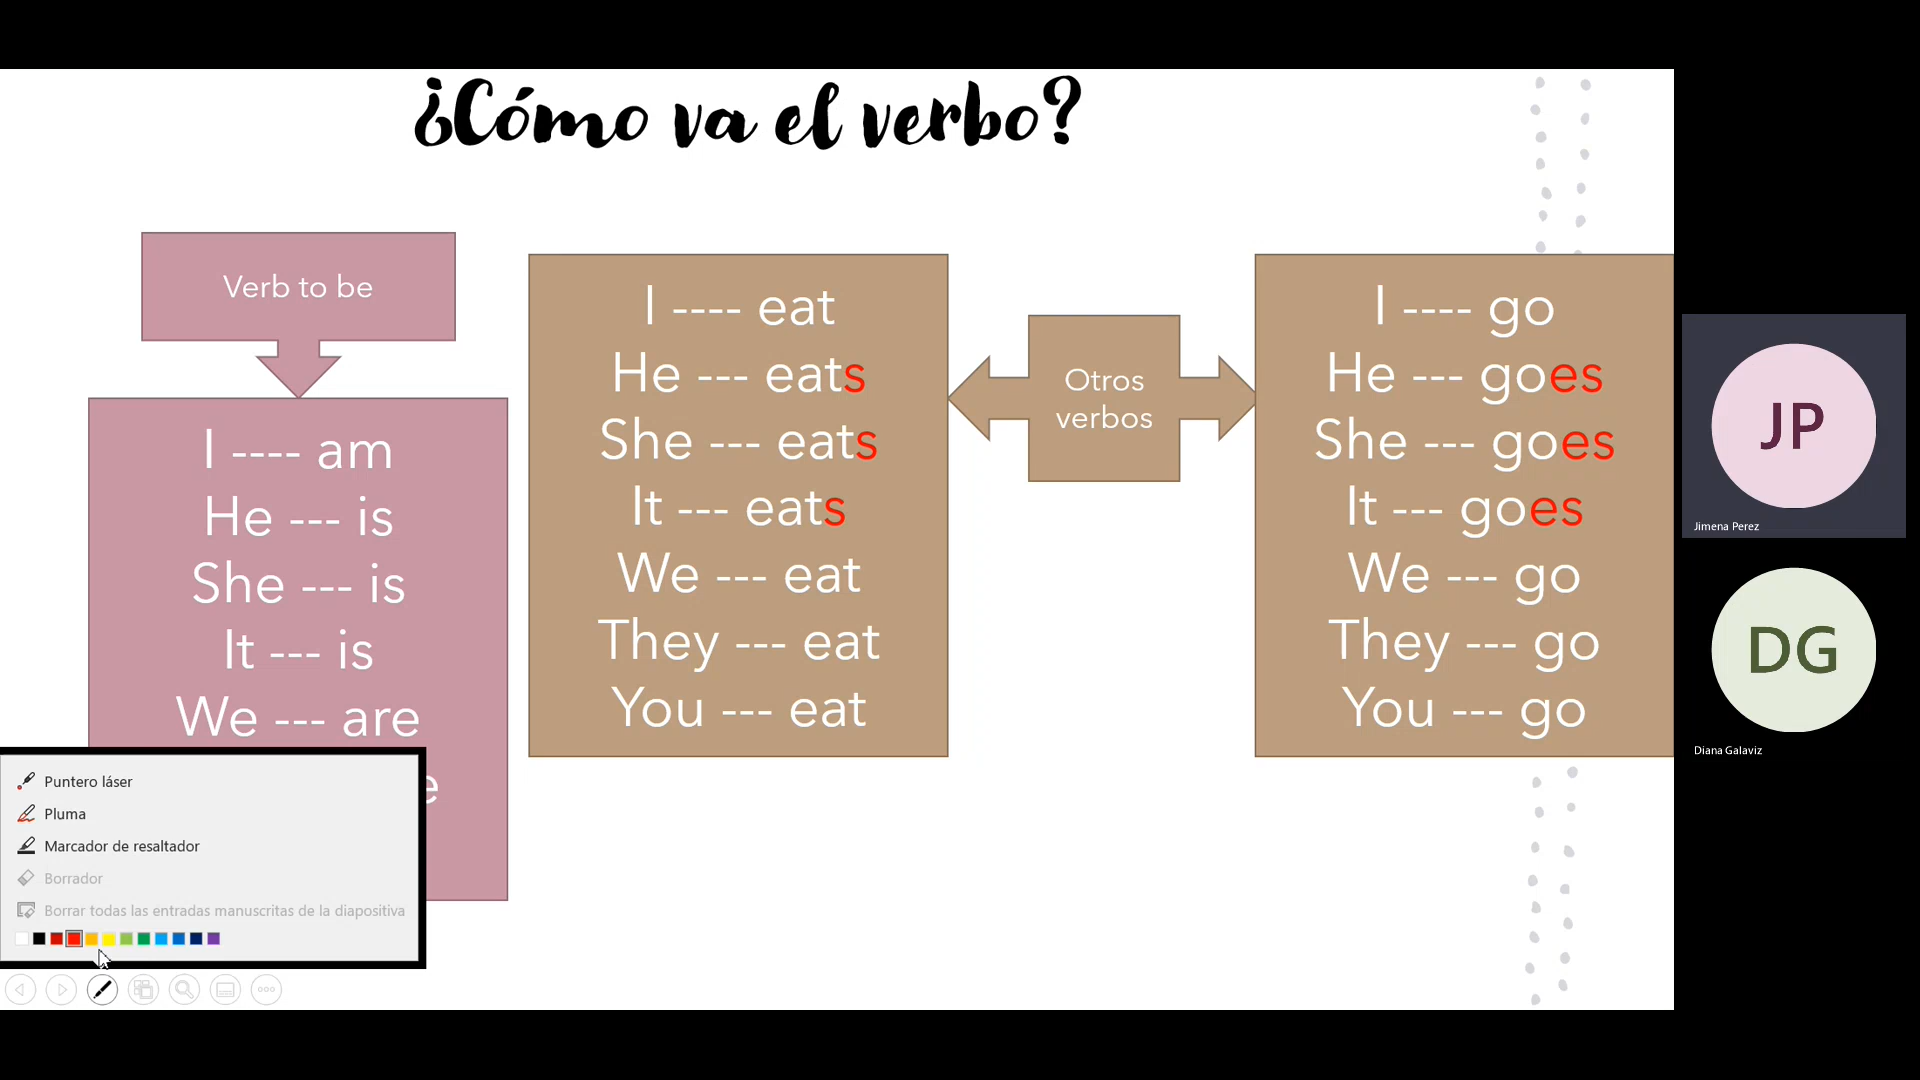 ¿Cómo va el verbo?
Verb to be
I ---- am
He --- is
She --- is
It --- is
We --- are
I ---- eat
He --- eats
She --- eats
It --- eats
We --- eat
They --- eat
You --- eat
Otros
verbos
I ---- go
He --- goes
She --- goes
It --- goes
We --- go
They --- go
You --- go
Puntero láser
Pluma
Marcador de resaltador
Borrador
Borrar todas las entradas manuscritas de la diapositiva
JP
Jimena Perez
DG
Diana Galaviz